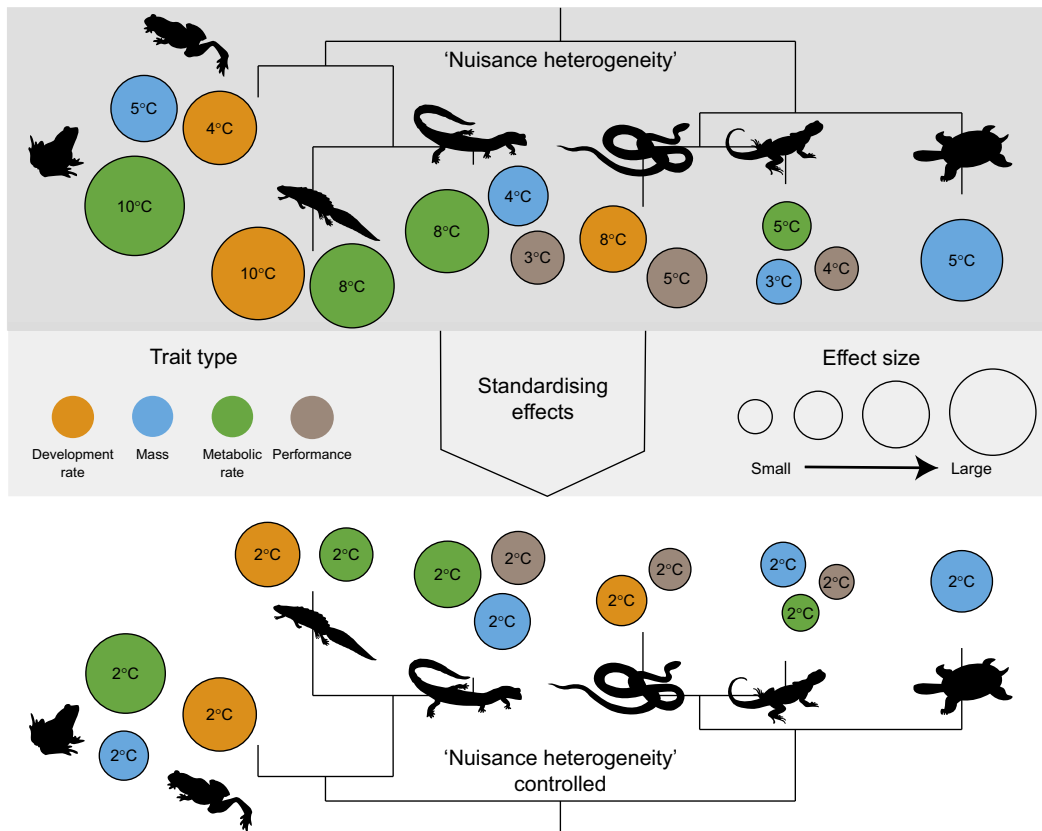 'Nuisance heterogeneity'
5°C
4°C
10°C
10°C
8°C
8°C
4°C
3°C
8°C
5°C
5°C
3°C
4°C
5°C
Trait type
Development
rate
Mass
Metabolic
rate
Performance
Standardising
effects
Effect size
Small
Large
2°C
2°C
2°C
2°C
2°C
2°C
2°C
2°C
2°C
2°C
2°C
2°C
2°C
2°C
'Nuisance heterogeneity'
controlled